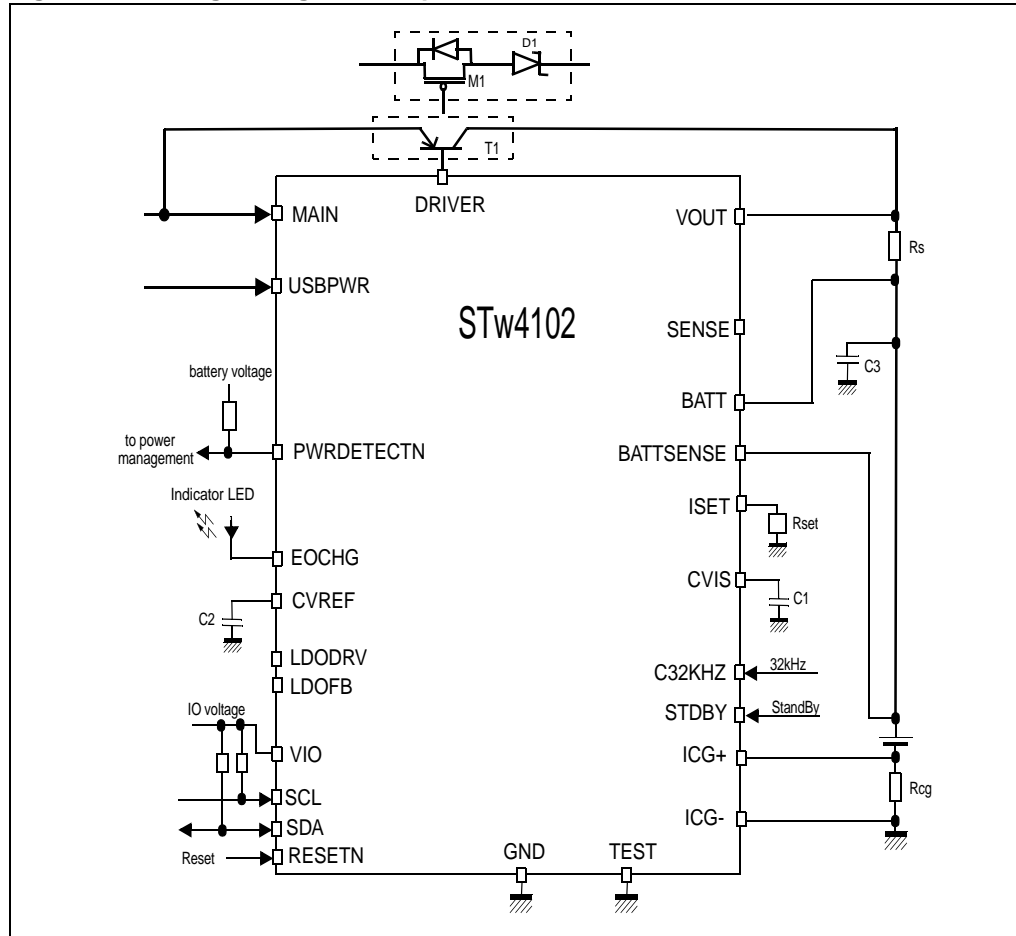 D1
M1
T1
DRIVER
MAIN
VOUT
Rs
USBPWR
STw4102
SENSE
C3
battery voltage
BATT
to power
management
PWRDETECTN
BATTSENSE
Indicator LED
ISET
Rset
EOCHG
CVIS
C1
CVREF
C2
LDODRV
C32KHZ
32kHz
LDOFB
IO voltage
STDBY
StandBy
VIO
ICG+
Rcg
SCL
ICG-
SDA
Reset
RESETN
GND
TEST